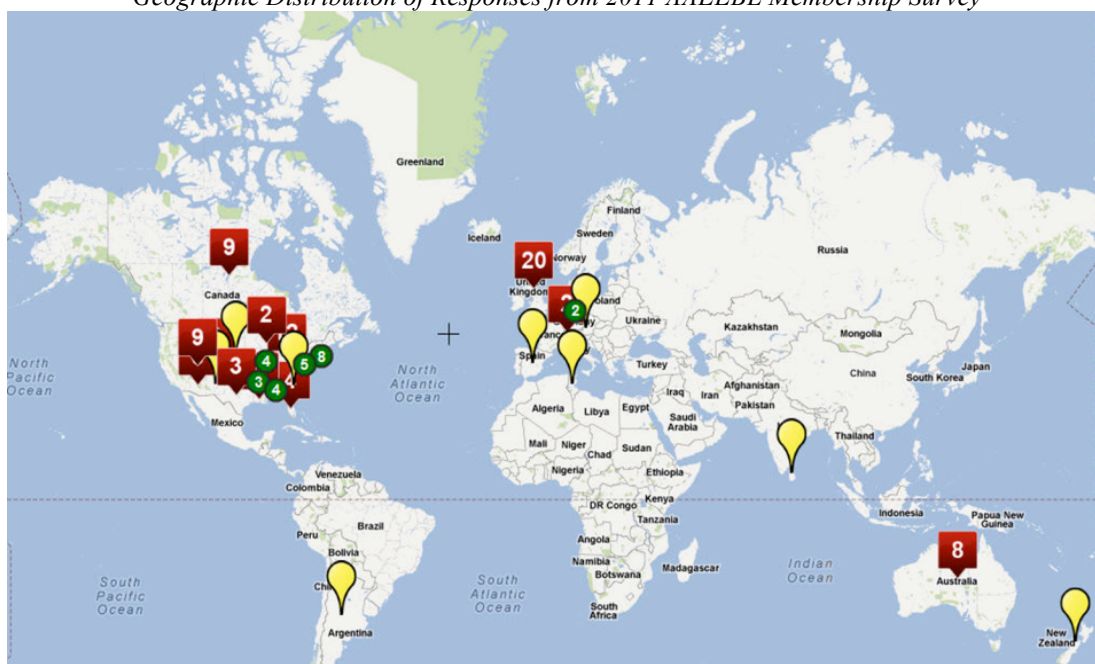 Geographic Distribution of Responses from 2011 AAEEBL Membership Survey
Greenland
Iceland
Finland
Sweden
Norway
Russia
9
20
United
Kingdom
Canada
2
2
Poland
Germany
Ukraine
Kazakhstan
Mongolia
9
3
4
5
8
3
4
4
France
Spain
Italy
Turkey
China
South Korea
Japan
North
Pacific
Ocean
North
Atlantic
Ocean
Mexico
Algeria
Libya
Egypt
Iraq
Iran
Afghanistan
Pakistan
Saudi
Arabia
Mali
Niger
Chad
Sudan
Thailand
Venezuela
Colombia
Nigeria
Ethiopia
DR Congo
Kenya
Tanzania
Indonesia
Papua New
Guinea
Peru
Brazil
Bolivia
Angola
Namibia
Botswana
Madagascar
8
Australia
Indian
Ocean
South
Pacific
Ocean
South
Atlantic
Ocean
South
Africa
Argentina
New
Zealand